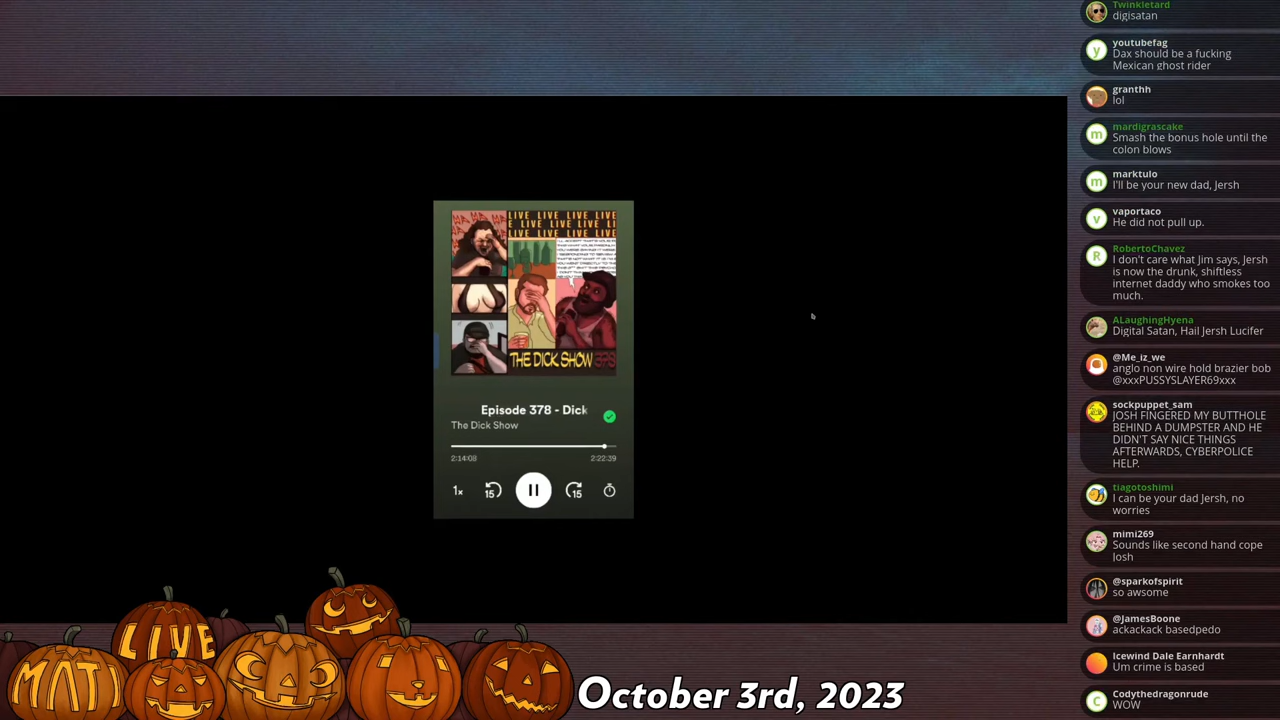 LIVE LIVE LIVE LIVE
E LIVE LIVE LIVE
LIVE LIVE LIVE LIVE
THE DICK SHOW 378
Episode 378 - Dick
The Dick Show
2:14:08
2:22:39
1x
15
15
LIVE
MATI
October 3rd, 2023
Twinkletard
digisatan
y
youtubefag
Dax should be a fucking
Mexican ghost rider
granthh
lol
m
mardigrascake
Smash the bonus hole until the
colon blows
m
marktulo
I'll be your new dad, Jersh
v
vaportaco
He did not pull up.
R
RobertoChavez
I don't care what Jim says, Jersh
is now the drunk, shiftless
internet daddy who smokes too
much.
ALaughingHyena
Digital Satan, Hail Jersh Lucifer
@Me_iz_we
anglo non wire hold brazier bob
@xxxPUSSYSLAYER69xxx
sockpuppet_sam
JOSH FINGERED MY BUTTHOLE
BEHIND A DUMPSTER AND HE
DIDN'T SAY NICE THINGS
AFTERWARDS, CYBERPOLICE
HELP.
tiagotoshimi
I can be your dad Jersh, no
worries
mimi269
Sounds like second hand cope
Josh
@sparkofspirit
so awsome
@JamesBoone
ackackack basedpedo
Icewind Dale Earnhardt
Um crime is based
C
Codythedragonrude
WOW